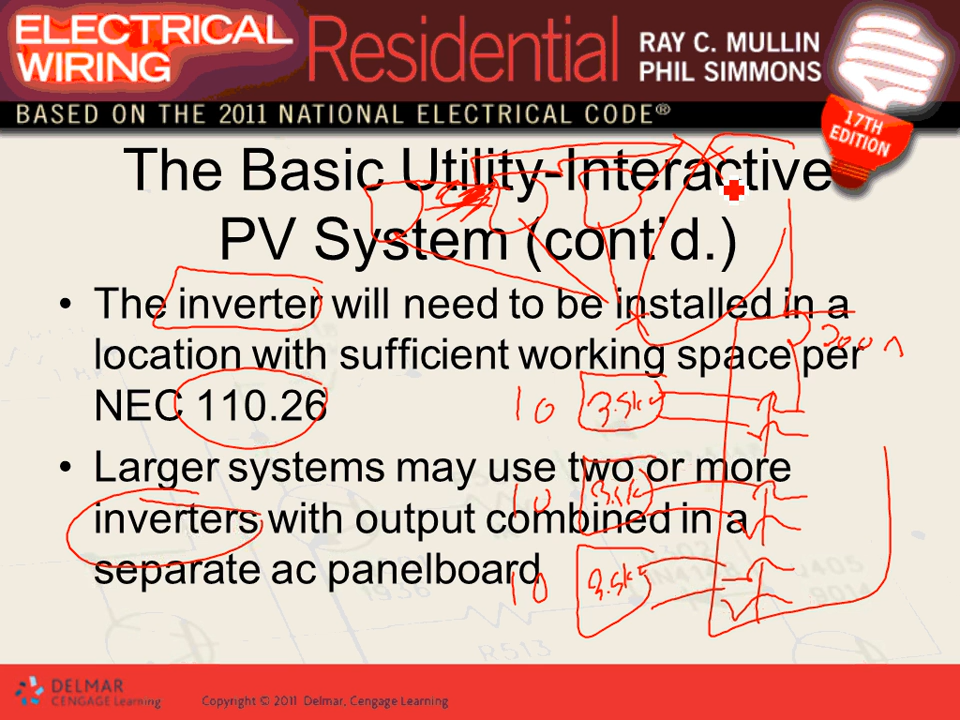 ELECTRICAL
WIRING
Residential
RAY C. MULLIN
PHIL SIMMONS
BASED ON THE 2011 NATIONAL ELECTRICAL CODE®
17TH
EDITION
The Basic Utility-Interactive
PV System (cont’d.)
• The inverter will need to be installed in a
location with sufficient working space per
NEC 110.26
10
3.5k
• Larger systems may use two or more
inverters with output combined in a
separate ac panelboard
10
3.5k
10
3.5k
R513
DELMAR
CENGAGE Learning
Copyright © 2011 Delmar, Cengage Learning